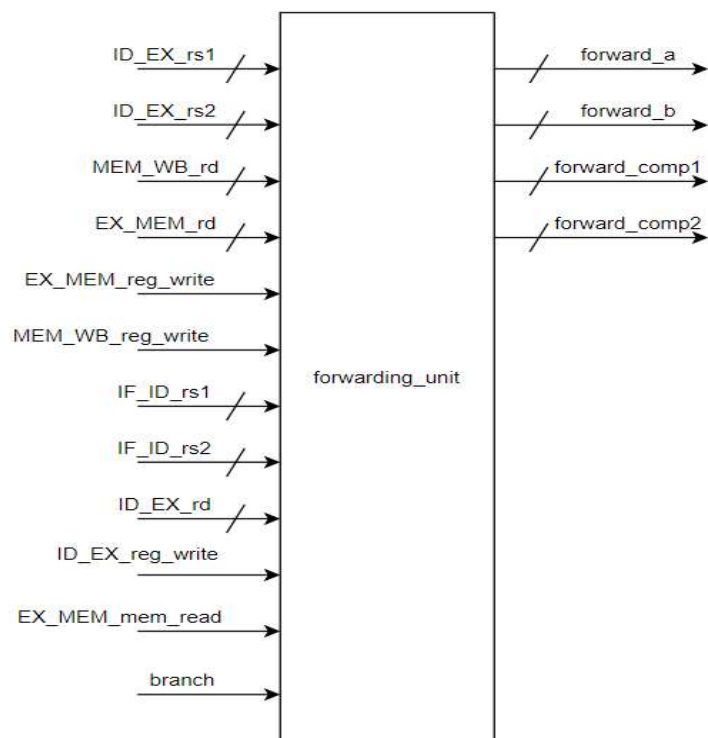 ID_EX_rs1
forward_a
ID_EX_rs2
forward_b
MEM_WB_rd
forward_comp1
EX_MEM_rd
forward_comp2
EX_MEM_reg_write
MEM_WB_reg_write
forwarding_unit
IF_ID_rs1
IF_ID_rs2
ID_EX_rd
ID_EX_reg_write
EX_MEM_mem_read
branch